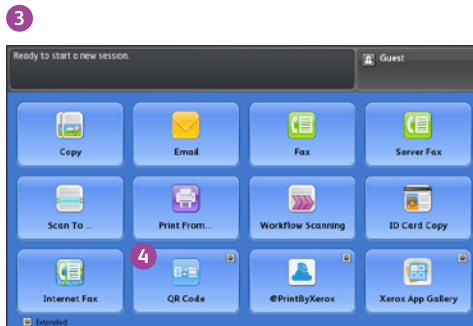 3
Ready to start a new session.
Guest
Copy
Email
Fax
Server Fax
Scan To...
Print From...
Workflow Scanning
ID Card Copy
4
Internet Fax
QR Code
@PrintByXerox
Xerox App Gallery
Extended